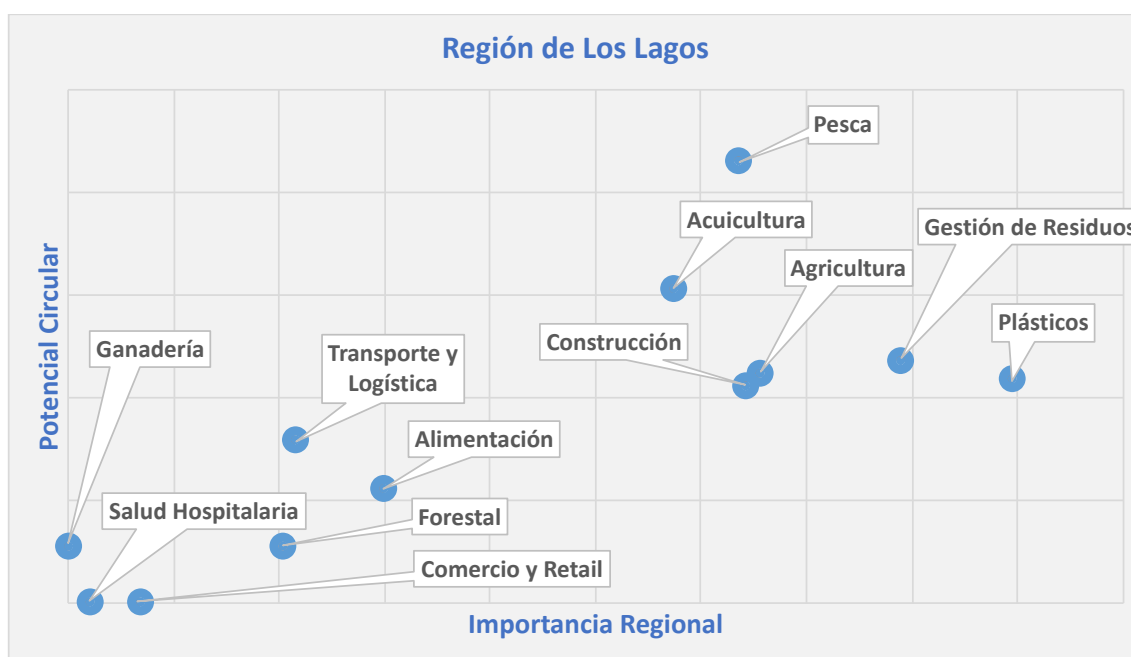 Región de Los Lagos
Pesca
Acuicultura
Gestión de Residuos
Agricultura
Plásticos
Construcción
Ganadería
Transporte y
Logística
Alimentación
Salud Hospitalaria
Forestal
Comercio y Retail
Potencial Circular
Importancia Regional